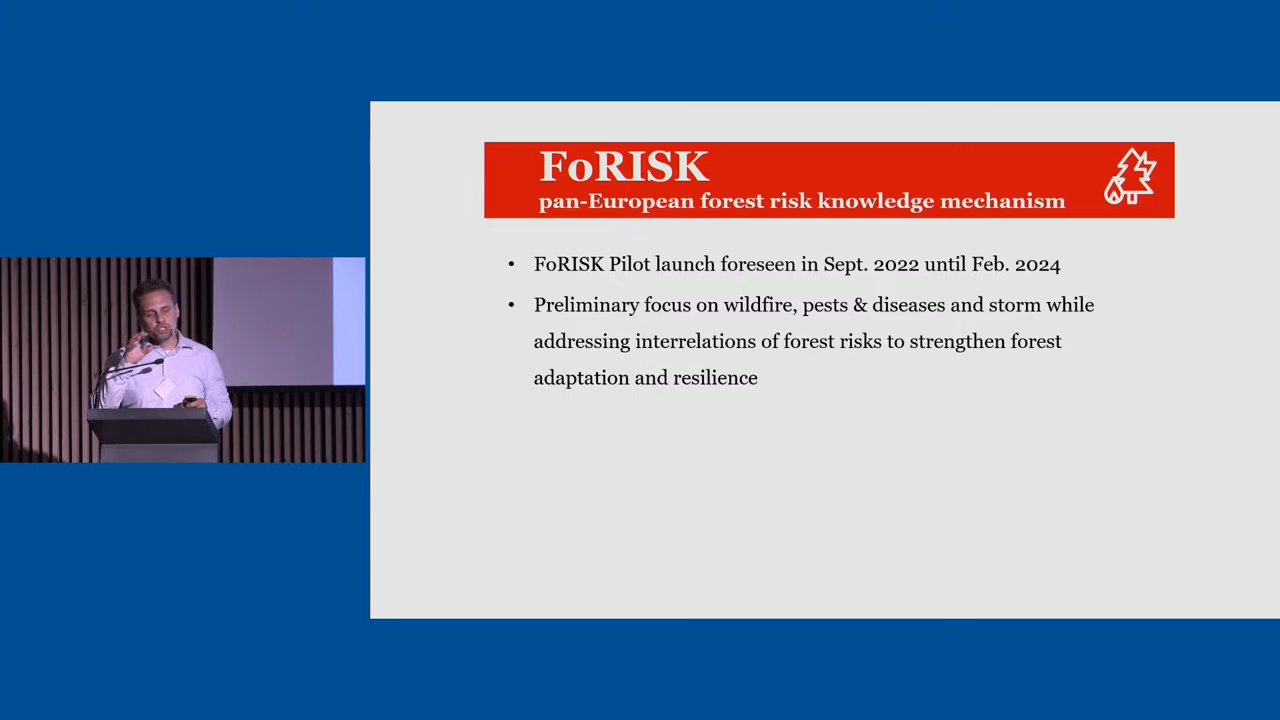 FoRISK
pan-European forest risk knowledge mechanism
• FoRISK Pilot launch foreseen in Sept. 2022 until Feb. 2024
• Preliminary focus on wildfire, pests & diseases and storm while
addressing interrelations of forest risks to strengthen forest
adaptation and resilience